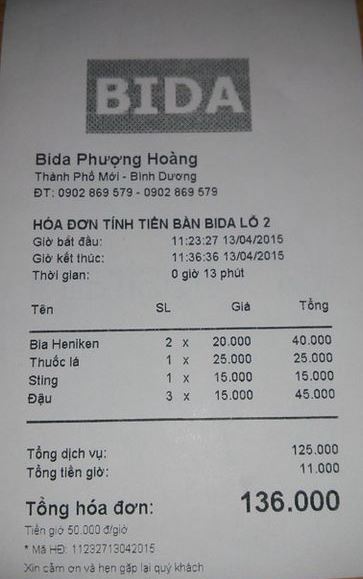 BIDA
Bida Phượng Hoàng
Thành Phố Mới - Bình Dương
ĐT: 0902 869 579 - 0902 869 579
HÓA ĐƠN TÍNH TIỀN BÀN BIDA LỖ 2
Giờ bắt đầu: 11:23:27 13/04/2015
Giờ kết thúc: 11:36:36 13/04/2015
Thời gian: 0 giờ 13 phút
Tên SL Giá Tổng
Bia Heniken 2 x 20.000 40.000
Thuốc lá 1 x 25.000 25.000
Sting 1 x 15.000 15.000
Đậu 3 x 15.000 45.000
Tổng dịch vụ: 125.000
Tổng tiền giờ: 11.000
Tổng hóa đơn: 136.000
Tiền giờ 50.000 đ/giờ
* Mã HĐ: 11232713042015
Xin cảm ơn và hẹn gặp lại quý khách